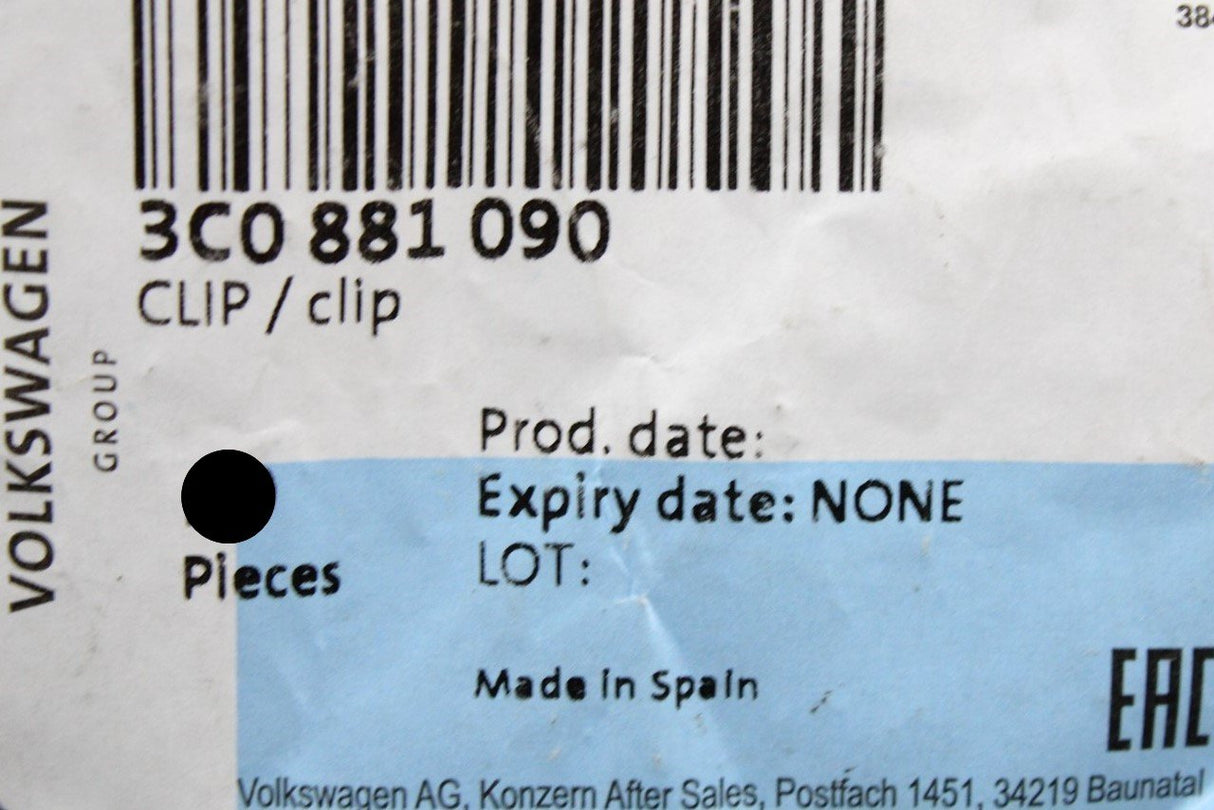 384
3C0 881 090
CLIP / clip
VOLKSWAGEN
GROUP
Prod. date:
Expiry date: NONE
LOT:
Pieces
Made in Spain
EAC
Volkswagen AG, Konzern After Sales, Postfach 1451, 34219 Baunatal